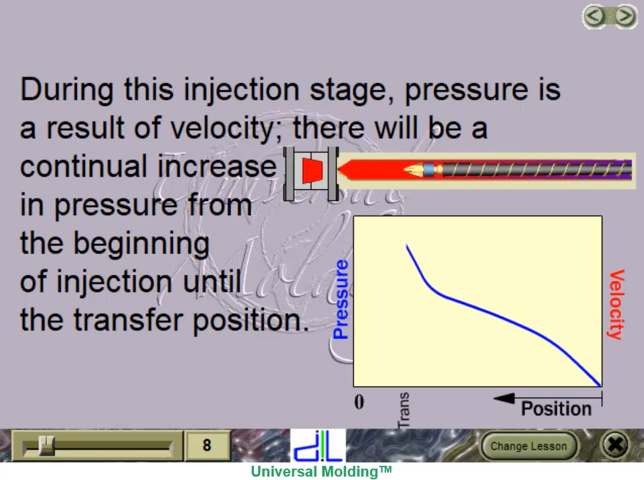 During this injection stage, pressure is
a result of velocity; there will be a
continual increase
in pressure from
the beginning
of injection until
the transfer position.
Pressure
Velocity
0
Trans
Position
8
Change Lesson
Universal Molding™